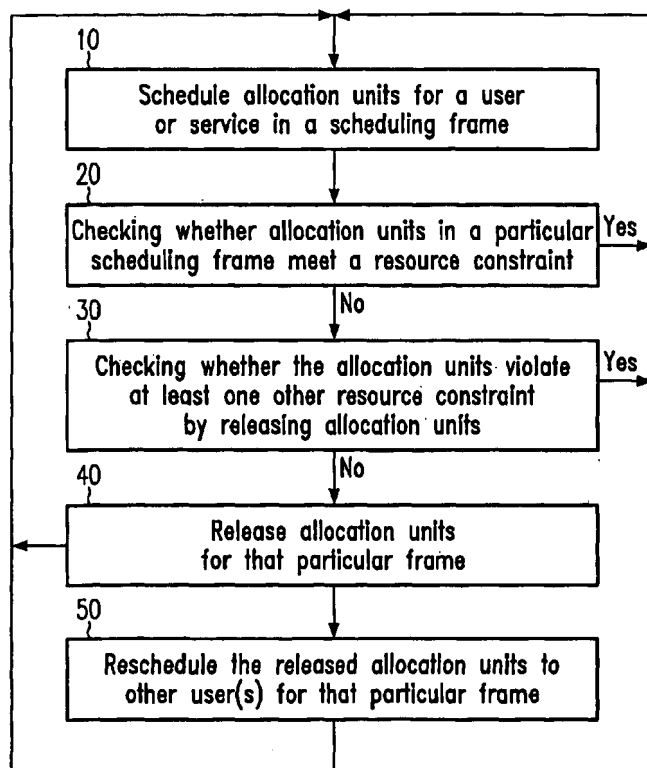 10
Schedule allocation units for a user
or service in a scheduling frame
20
Checking whether allocation units in a particular
scheduling frame meet a resource constraint
Yes
No
30
Checking whether the allocation units violate
at least one other resource constraint
by releasing allocation units
Yes
No
40
Release allocation units
for that particular frame
50
Reschedule the released allocation units to
other user(s) for that particular frame